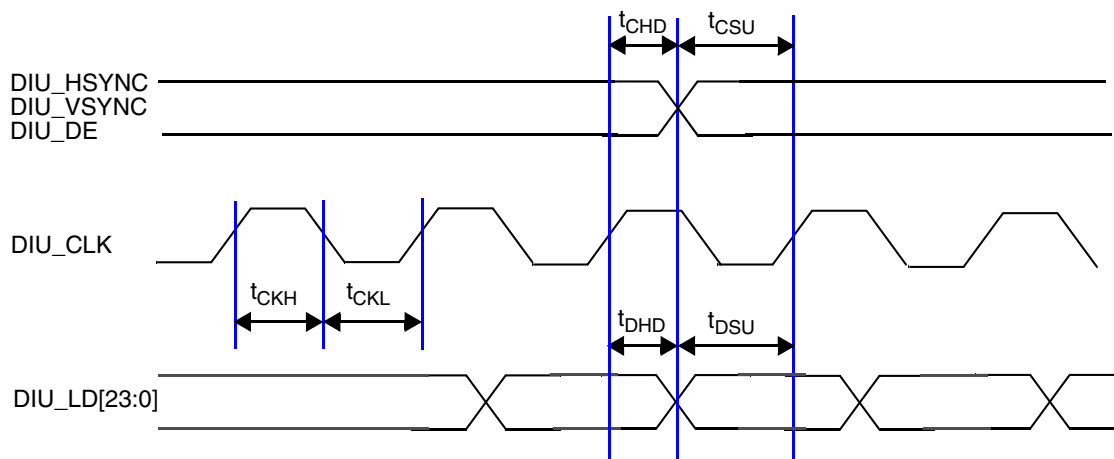 tCHD tCSU
DIU_HSYNC
DIU_VSYNC
DIU_DE
DIU_CLK
tCKH tCKL
tDHD tDSU
DIU_LD[23:0]